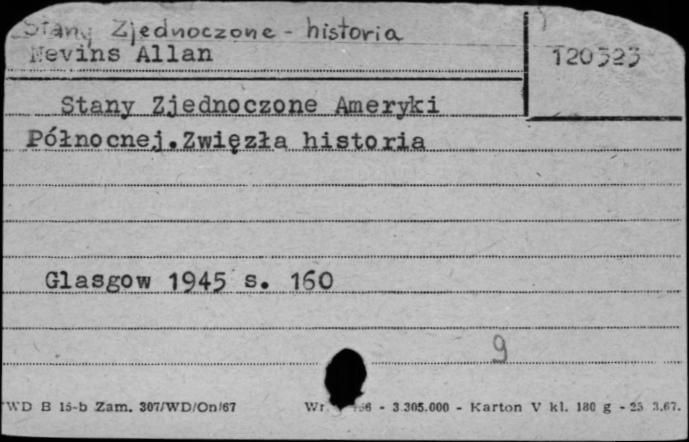 Stany Zjednoczone - historia
Nevins Allan
120323
Stany Zjednoczone Ameryki
Północnej.Zwięzła historia
Glasgow 1945 s. 160
9
WD B 15-b Zam. 307/WD/On/67
- 3.305.000 - Karton V kl. 180 g - 25 3.67.